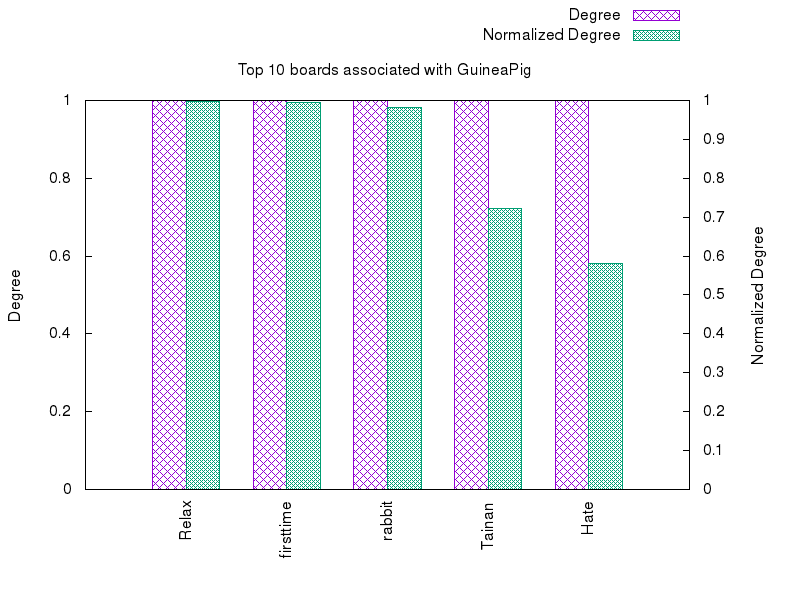 Degree
Normalized Degree
Top 10 boards associated with GuineaPig
1
0.8
0.6
0.4
0.2
0
1
0.9
0.8
0.7
0.6
0.5
0.4
0.3
0.2
0.1
0
Degree
Normalized Degree
Relax
firsttime
rabbit
Tainan
Hate